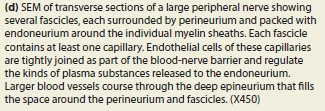 (d) SEM of transverse sections of a large peripheral nerve showing
several fascicles, each surrounded by perineurium and packed with
endoneurium around the individual myelin sheaths. Each fascicle
contains at least one capillary. Endothelial cells of these capillaries
are tightly joined as part of the blood-nerve barrier and regulate
the kinds of plasma substances released to the endoneurium.
Larger blood vessels course through the deep epineurium that fills
the space around the perineurium and fascicles. (X450)